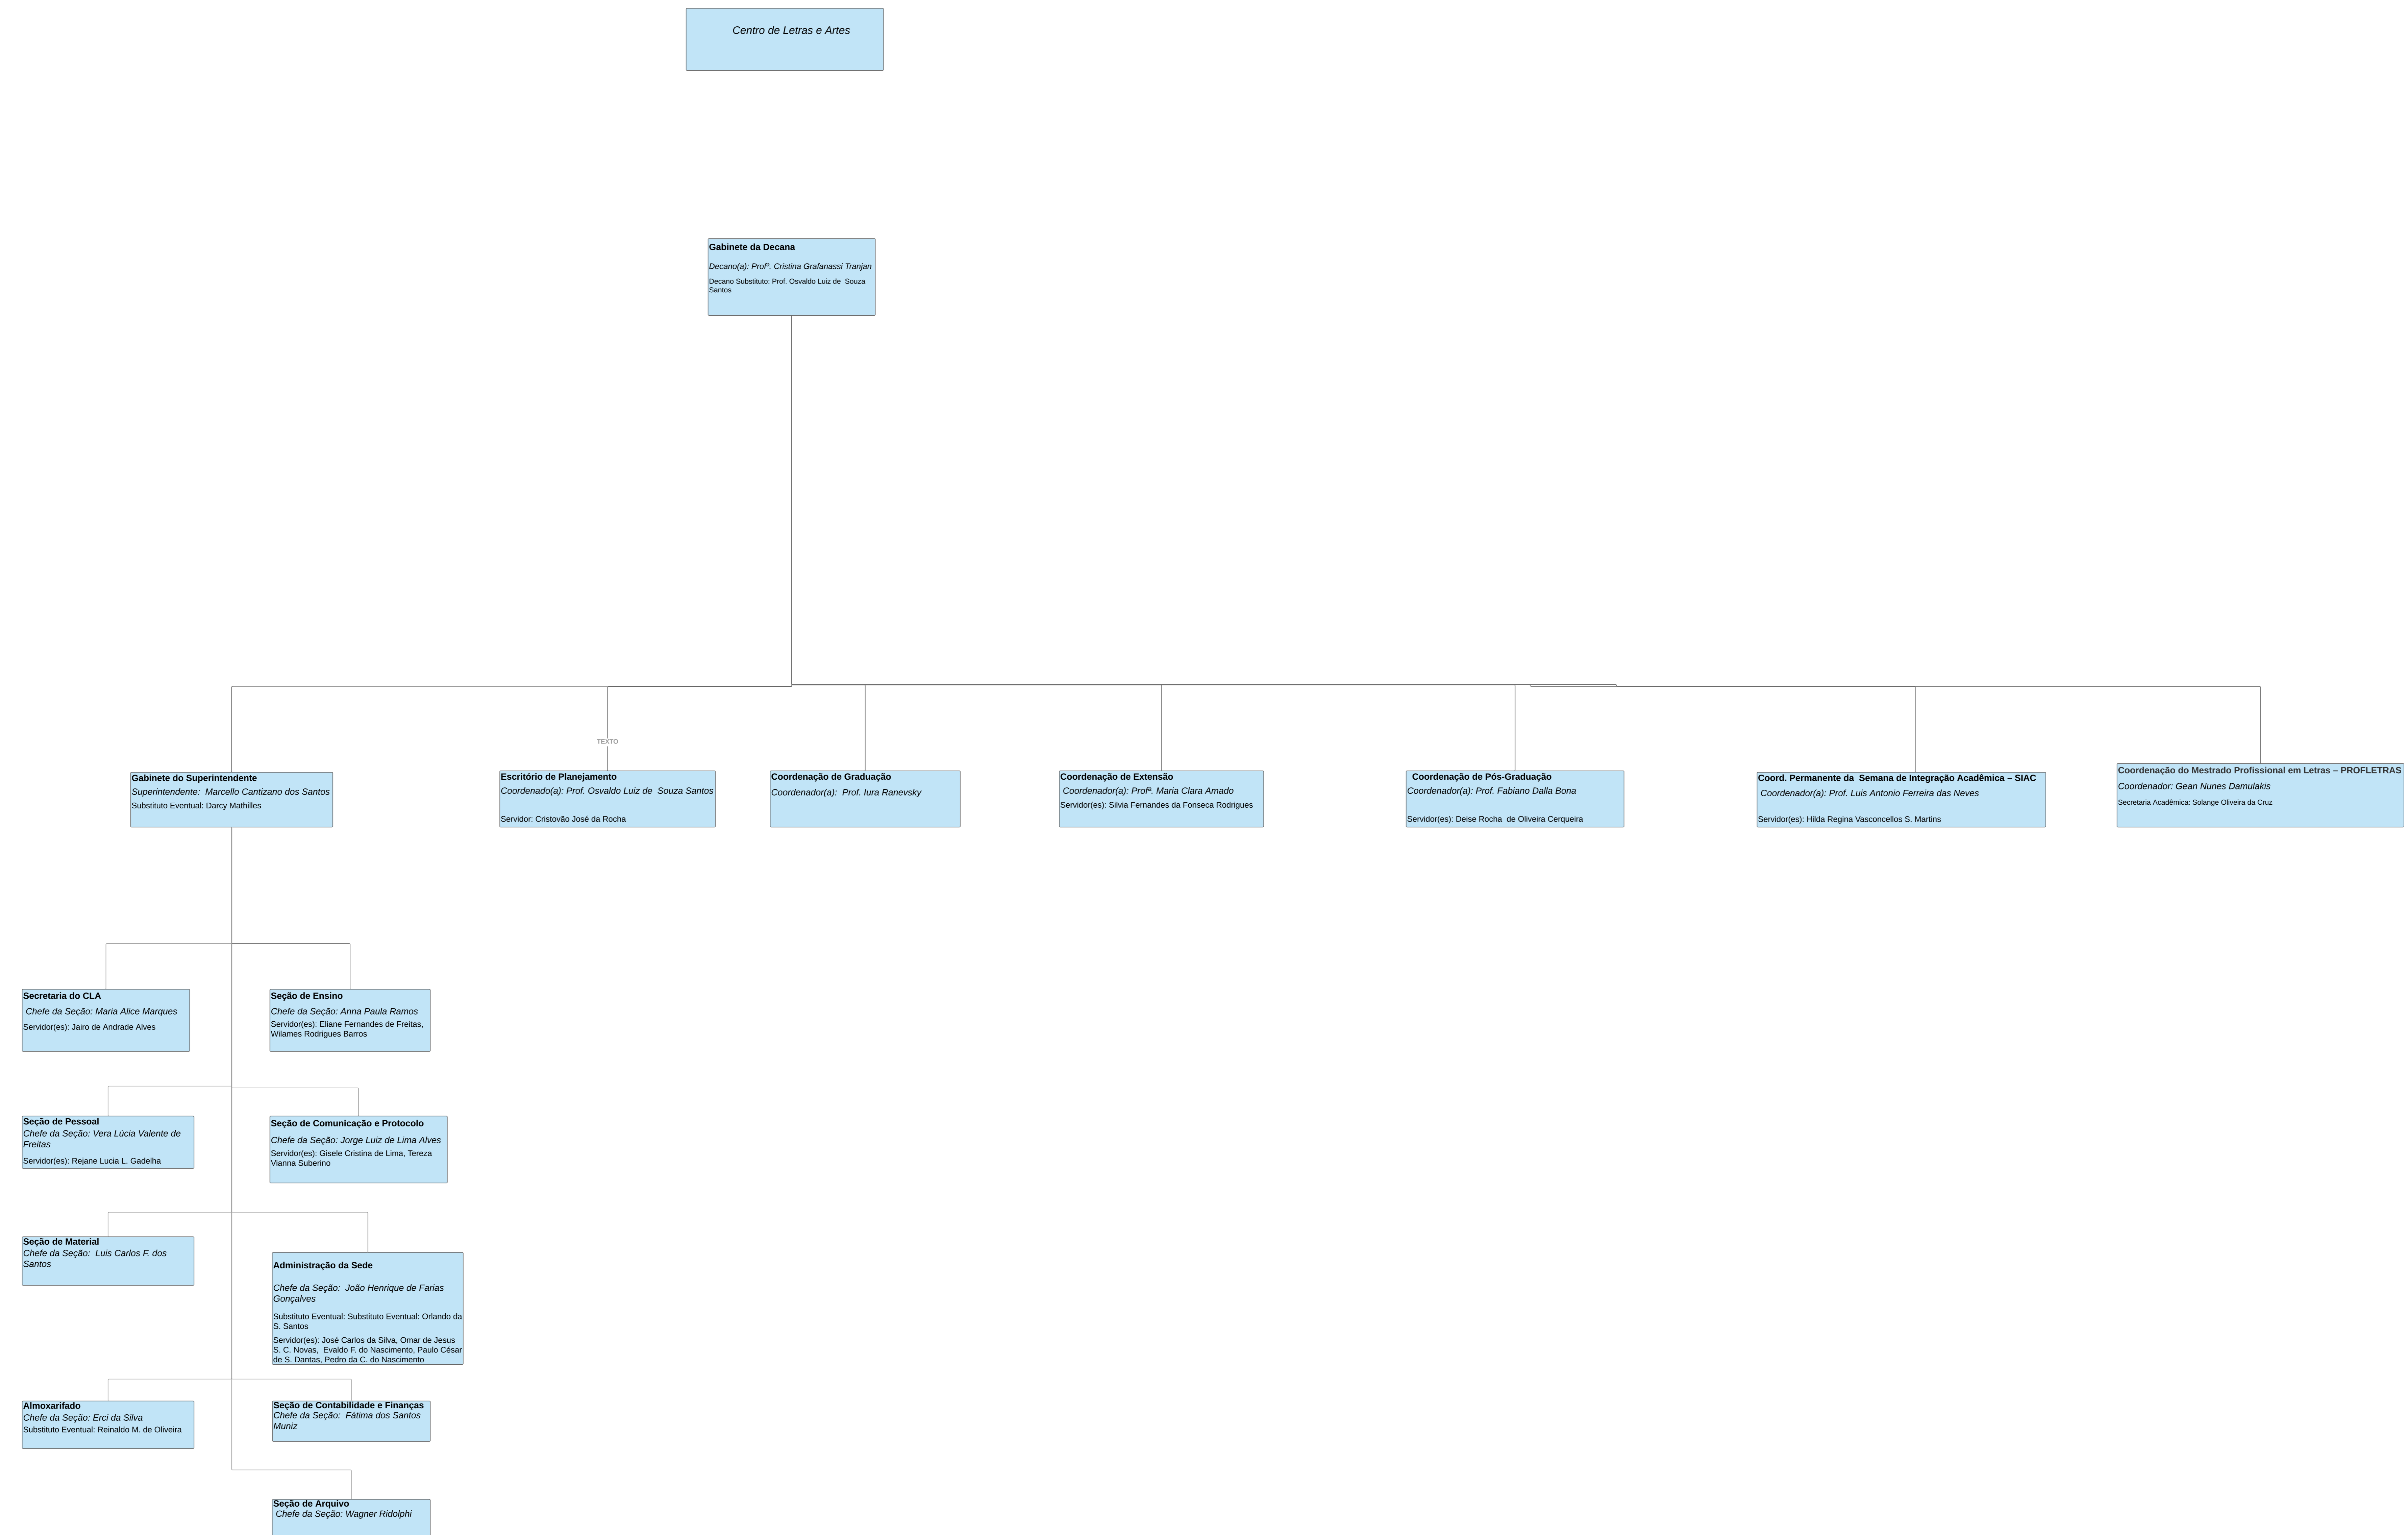 Centro de Letras e Artes
Gabinete da Decana
Decano(a): Profª. Cristina Grafanassi Tranjan
Decano Substituto: Prof. Osvaldo Luiz de  Souza
Santos
TEXTO
Gabinete do Superintendente
Superintendente:  Marcello Cantizano dos Santos
Substituto Eventual: Darcy Mathilles
Escritório de Planejamento
Coordenado(a): Prof. Osvaldo Luiz de  Souza Santos
Servidor: Cristovão José da Rocha
Coordenação de Graduação
Coordenador(a):  Prof. Iura Ranevsky
Coordenação de Extensão
Coordenador(a): Profª. Maria Clara Amado
Servidor(es): Silvia Fernandes da Fonseca Rodrigues
Coordenação de Pós-Graduação
Coordenador(a): Prof. Fabiano Dalla Bona
Servidor(es): Deise Rocha  de Oliveira Cerqueira
Coord. Permanente da  Semana de Integração Acadêmica – SIAC
Coordenador(a): Prof. Luis Antonio Ferreira das Neves
Servidor(es): Hilda Regina Vasconcellos S. Martins
Coordenação do Mestrado Profissional em Letras – PROFLETRAS
Coordenador: Gean Nunes Damulakis
Secretaria Acadêmica: Solange Oliveira da Cruz
Secretaria do CLA
Chefe da Seção: Maria Alice Marques
Servidor(es): Jairo de Andrade Alves
Seção de Ensino
Chefe da Seção: Anna Paula Ramos
Servidor(es): Eliane Fernandes de Freitas,
Wilames Rodrigues Barros
Seção de Pessoal
Chefe da Seção: Vera Lúcia Valente de
Freitas
Servidor(es): Rejane Lucia L. Gadelha
Seção de Comunicação e Protocolo
Chefe da Seção: Jorge Luiz de Lima Alves
Servidor(es): Gisele Cristina de Lima, Tereza
Vianna Suberino
Seção de Material
Chefe da Seção:  Luis Carlos F. dos
Santos
Administração da Sede
Chefe da Seção:  João Henrique de Farias
Gonçalves
Substituto Eventual: Substituto Eventual: Orlando da
S. Santos
Servidor(es): José Carlos da Silva, Omar de Jesus
S. C. Novas,  Evaldo F. do Nascimento, Paulo César
de S. Dantas, Pedro da C. do Nascimento
Almoxarifado
Chefe da Seção: Erci da Silva
Substituto Eventual: Reinaldo M. de Oliveira
Seção de Contabilidade e Finanças
Chefe da Seção:  Fátima dos Santos
Muniz
Seção de Arquivo
Chefe da Seção: Wagner Ridolphi